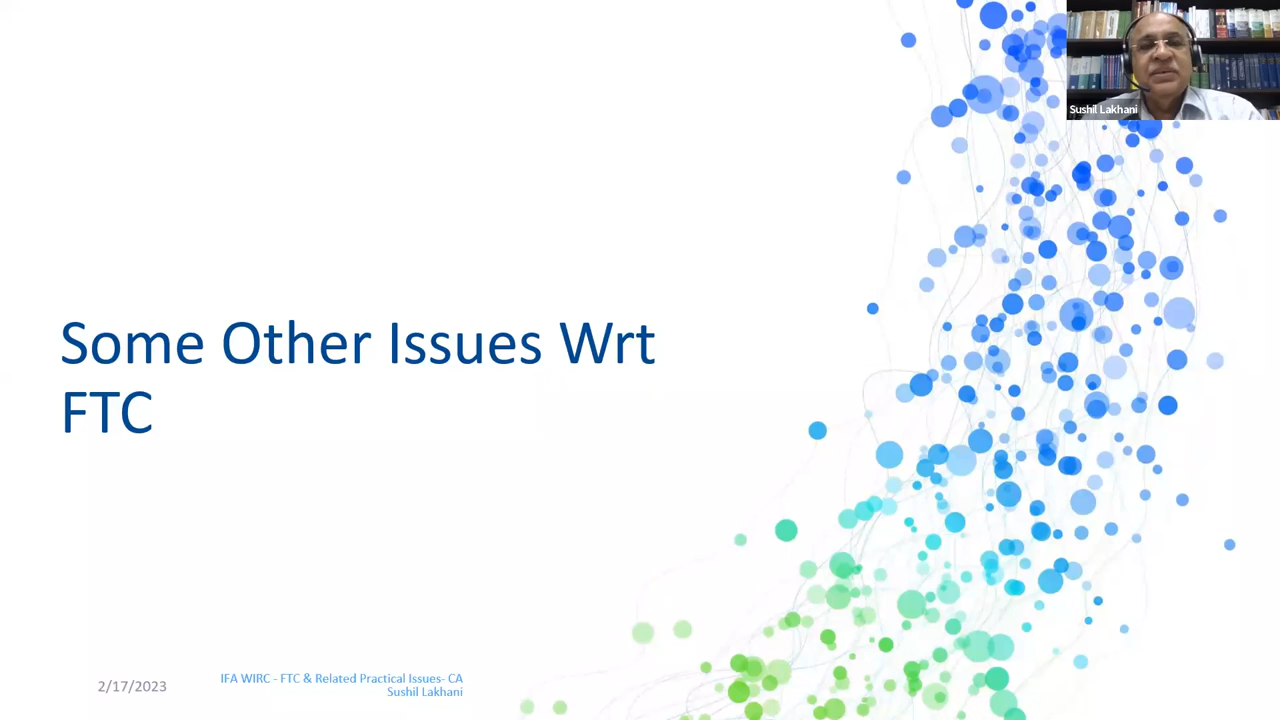 Sushil Lakhani
Some Other Issues Wrt
FTC
2/17/2023
IFA WIRC - FTC & Related Practical Issues- CA
Sushil Lakhani